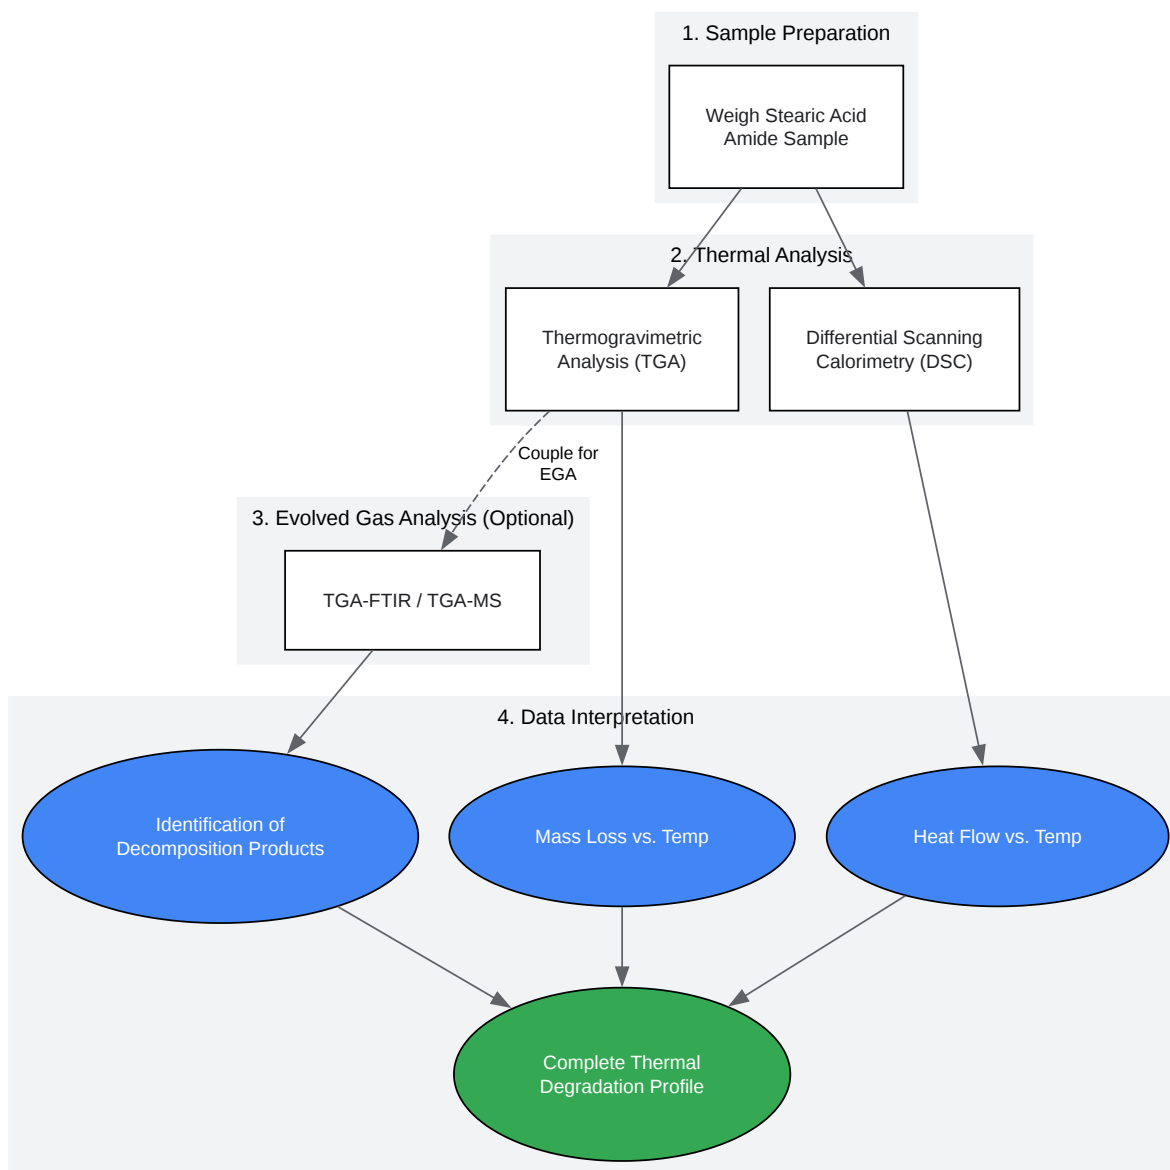 1. Sample Preparation
Weigh Stearic Acid
Amide Sample
2. Thermal Analysis
Thermogravimetric
Analysis (TGA)
Differential Scanning
Calorimetry (DSC)
Couple for
EGA
3. Evolved Gas Analysis (Optional)
TGA-FTIR / TGA-MS
4. Data Interpretation
Identification of
Decomposition Products
Mass Loss vs. Temp
Heat Flow vs. Temp
Complete Thermal
Degradation Profile